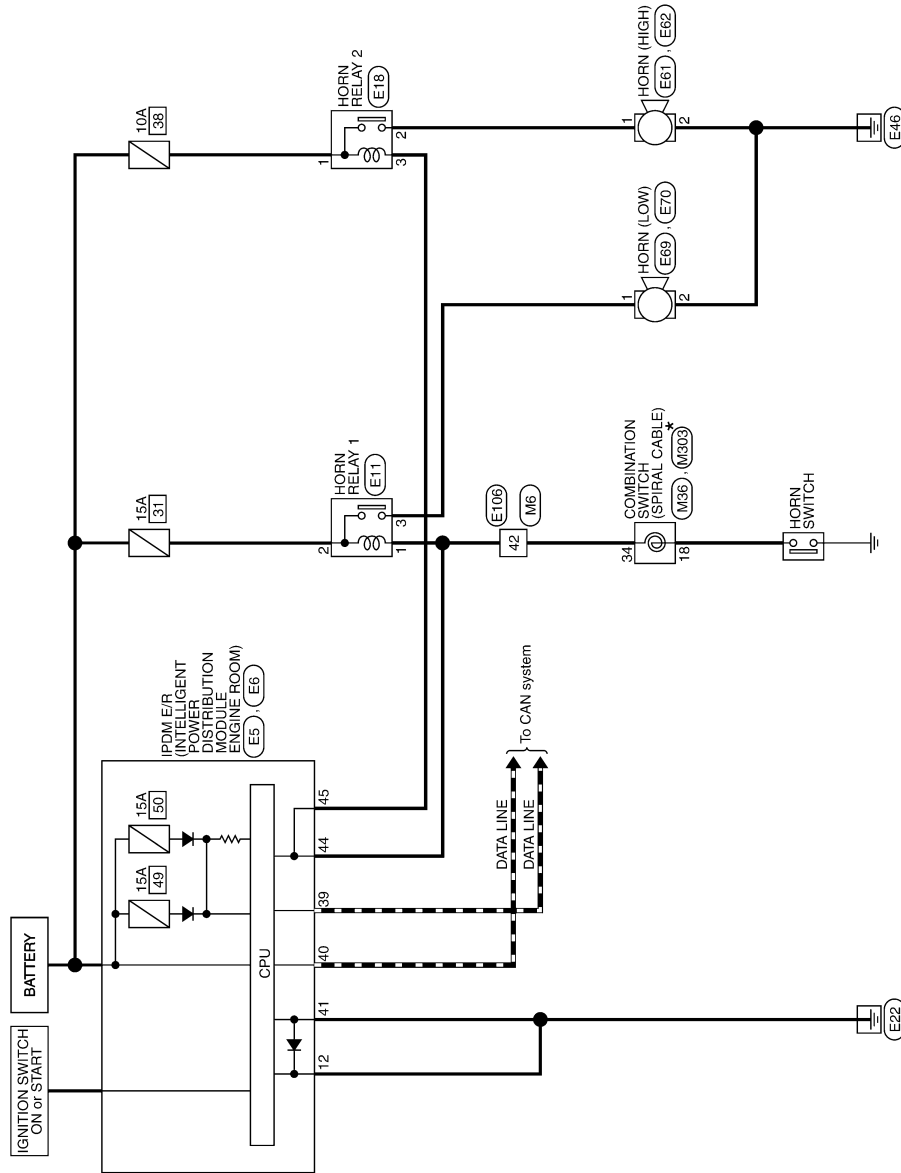 IGNITION SWITCH
ON or START
BATTERY
15A
49
15A
50
CPU
IPDM E/R
(INTELLIGENT
POWER
DISTRIBUTION
MODULE
ENGINE ROOM)
E5 , E6
12
41
40
39
44
45
DATA LINE
DATA LINE
To CAN system
E22
15A
31
2
HORN
RELAY 1
E11
1
3
42
E106
M6
34
18
COMBINATION
SWITCH
(SPIRAL CABLE)
M36 , M303 *
HORN
SWITCH
10A
38
1
HORN
RELAY 2
E18
3
2
1
2
HORN (LOW)
E69 , E70
1
2
HORN (HIGH)
E61 , E62
E46